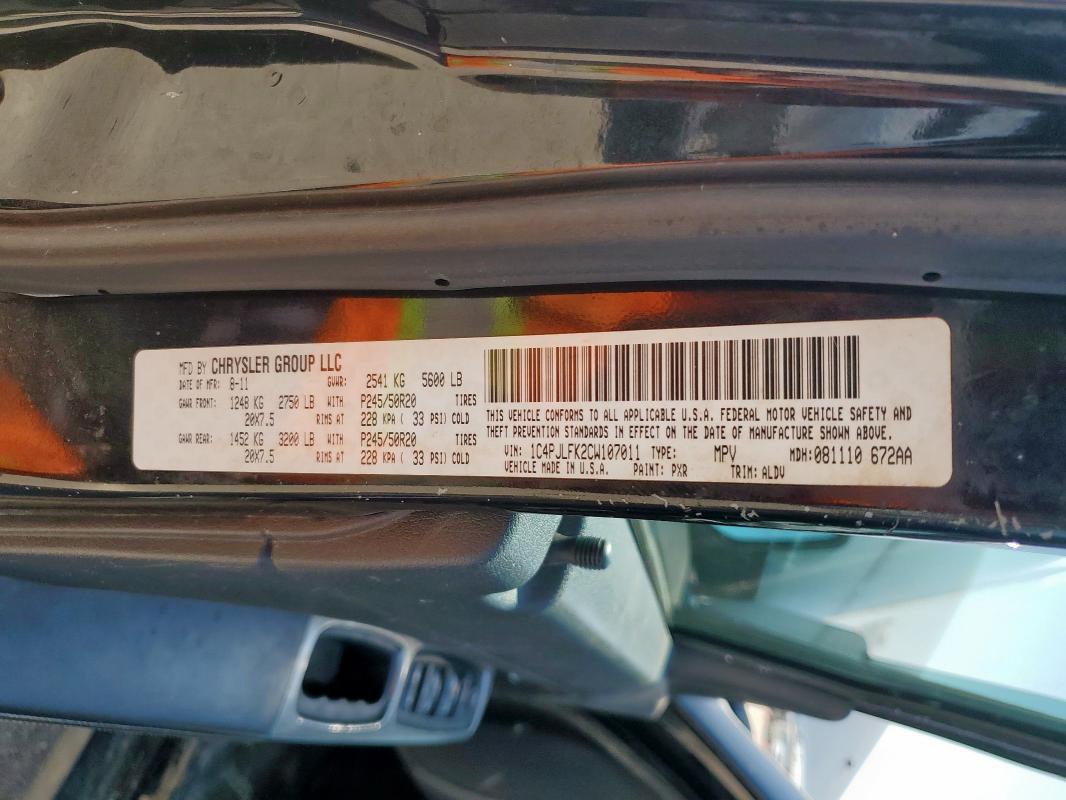 MFD BY CHRYSLER GROUP LLC
DATE OF MFR: 8-11 GVWR: 2541 KG 5600 LB
GAWR FRONT: 1248 KG 2750 LB WITH P245/50R20 TIRES
20X7.5 RIMS AT 228 KPA ( 33 PSI) COLD
GAWR REAR: 1452 KG 3200 LB WITH P245/50R20 TIRES
20X7.5 RIMS AT 228 KPA ( 33 PSI) COLD
THIS VEHICLE CONFORMS TO ALL APPLICABLE U.S.A. FEDERAL MOTOR VEHICLE SAFETY AND
THEFT PREVENTION STANDARDS IN EFFECT ON THE DATE OF MANUFACTURE SHOWN ABOVE.
VIN: 1C4PJLFK2CW107011 TYPE: MPV MDH: 081110 672AA
VEHICLE MADE IN U.S.A. PAINT: PXR TRIM: ALDV